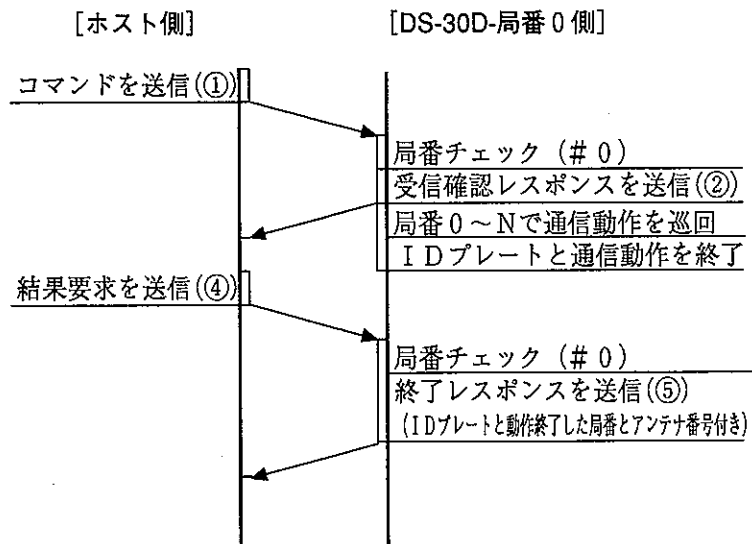 [ホスト側]
[DS-30D-局番0側]
コマンドを送信(①)
局番チェック(#0)
受信確認レスポンスを送信(②)
局番0~Nで通信動作を巡回
IDプレートと通信動作を終了
結果要求を送信(④)
局番チェック(#0)
終了レスポンスを送信(⑤)
(IDプレートと動作終了した局番とアンテナ番号付き)